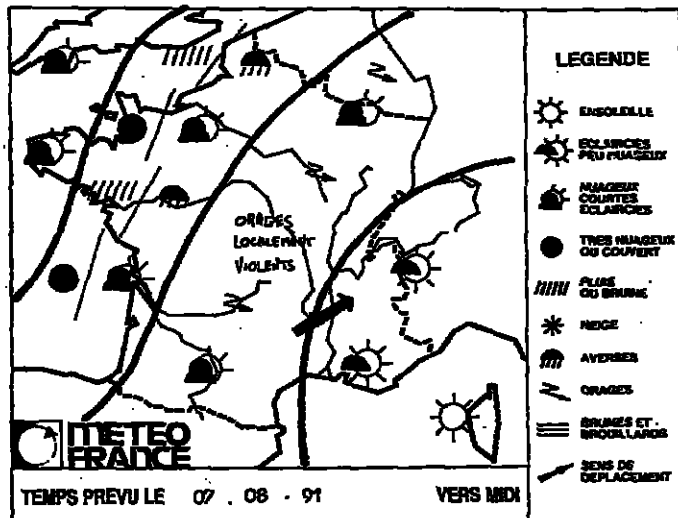 ORAGES
LOCALEMENT
VIOLENTS
METEO
FRANCE
TEMPS PREVU LE 07 . 08 - 91 VERS MIDI
LEGENDE
ENSOLEILLE
ECLAIRCIES
PEU NUAGEUX
NUAGEUX
COURTES
ECLAIRCIES
TRES NUAGEUX
OU COUVERT
PLUIE
OU BRUINE
NEIGE
AVERSES
ORAGES
BRUMES ET
BROUILLARDS
SENS DE
DEPLACEMENT